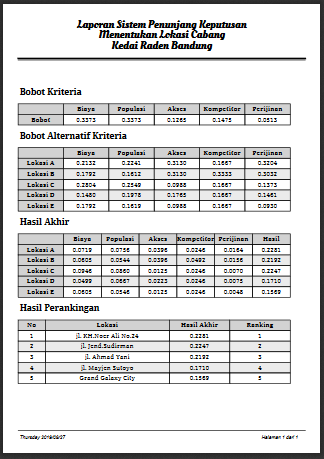 Laporan Sistem Penunjang Keputusan
Menentukan Lokasi Cabang
Kedai Raden Bandung
Bobot Kriteria
Biaya Populasi Akses Kompetitor Perijinan
Bobot 0.3373 0.3373 0.1265 0.1475 0.0513
Bobot Alternatif Kriteria
Biaya Populasi Akses Kompetitor Perijinan
Lokasi A 0.2132 0.2241 0.3130 0.1667 0.3204
Lokasi B 0.1792 0.1612 0.3130 0.3333 0.3032
Lokasi C 0.2804 0.2549 0.0988 0.1667 0.1373
Lokasi D 0.1480 0.1978 0.1765 0.1667 0.1461
Lokasi E 0.1792 0.1619 0.0988 0.1667 0.0930
Hasil Akhir
Biaya Populasi Akses Kompetitor Perijinan Hasil
Lokasi A 0.0719 0.0756 0.0396 0.0246 0.0164 0.2281
Lokasi B 0.0605 0.0544 0.0396 0.0492 0.0156 0.2192
Lokasi C 0.0946 0.0860 0.0125 0.0246 0.0070 0.2247
Lokasi D 0.0499 0.0667 0.0223 0.0246 0.0075 0.1710
Lokasi E 0.0605 0.0546 0.0125 0.0246 0.0048 0.1569
Hasil Perankingan
No Lokasi Hasil Akhir Ranking
1 jl. KH.Noer Ali No.24 0.2281 1
2 jl. Jend.Sudirman 0.2247 2
3 jl. Ahmad Yani 0.2192 3
4 jl. Mayjen Sutoyo 0.1710 4
5 Grand Galaxy City 0.1569 5
Thursday 2019/06/27 Halaman 1 dari 1